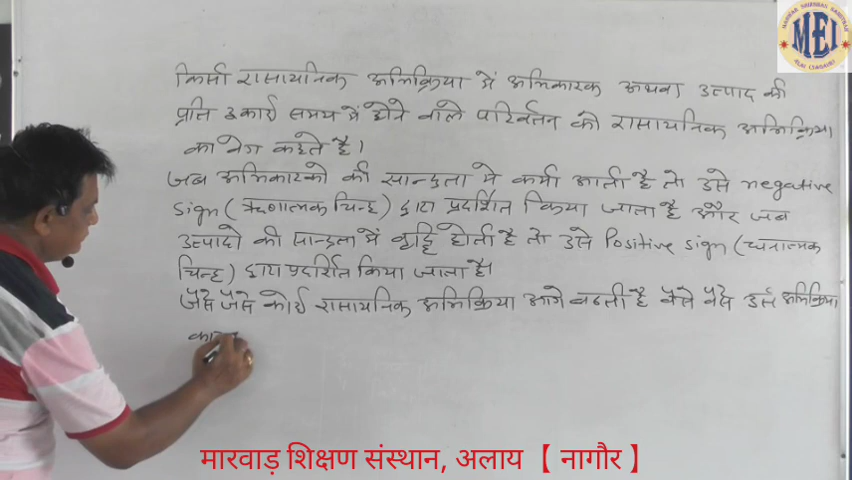 MEI
किसी रासायनिक अभिक्रिया में अभिकारक अथवा उत्पाद की
प्रति इकाई समय में होने वाले परिवर्तन को रासायनिक अभिक्रिया
का वेग कहते है।
जब अभिकारको की सान्द्रता मे कमी आती है तो उसे negative
sign (ऋणात्मक चिन्ह) द्वारा प्रदर्शित किया जाता है और जब
उत्पादो की सान्द्रता में वृद्धि होती है तो उसे Positive sign (धनात्मक
चिन्ह) द्वारा प्रदर्शित किया जाता है।
जैसे जैसे कोई रासायनिक अभिक्रिया आगे बढती है वैसे वैसे उस अभिक्रिया
का
मारवाड़ शिक्षण संस्थान, अलाय 【 नागौर 】